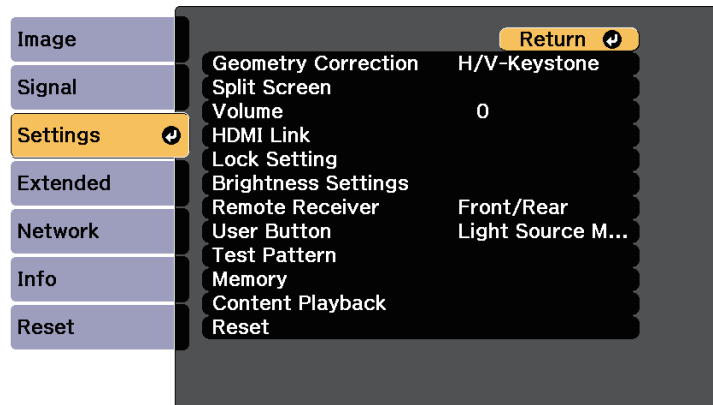 Image
Signal
Settings
Extended
Network
Info
Reset
Return
Geometry Correction H/V-Keystone
Split Screen
Volume 0
HDMI Link
Lock Setting
Brightness Settings
Remote Receiver Front/Rear
User Button Light Source M...
Test Pattern
Memory
Content Playback
Reset